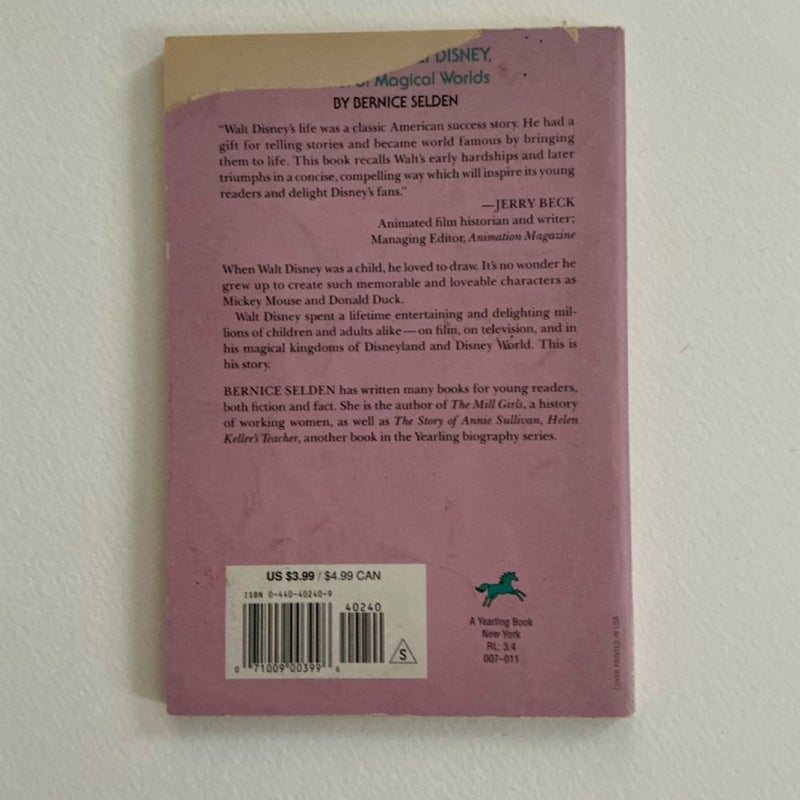 DISNEY,
of Magical Worlds
BY BERNICE SELDEN
"Walt Disney's life was a classic American success story. He had a
gift for telling stories and became world famous by bringing
them to life. This book recalls Walt's early hardships and later
triumphs in a concise, compelling way which will inspire its young
readers and delight Disney's fans."
—JERRY BECK
Animated film historian and writer;
Managing Editor, Animation Magazine
When Walt Disney was a child, he loved to draw. It's no wonder he
grew up to create such memorable and loveable characters as
Mickey Mouse and Donald Duck.
Walt Disney spent a lifetime entertaining and delighting mil-
lions of children and adults alike—on film, on television, and in
his magical kingdoms of Disneyland and Disney World. This is
his story.
BERNICE SELDEN has written many books for young readers,
both fiction and fact. She is the author of The Mill Girls, a history
of working women, as well as The Story of Annie Sullivan, Helen
Keller's Teacher, another book in the Yearling biography series.
US $3.99 / $4.99 CAN
ISBN 0-440-40240-9
40240
S
0 71009 00399 6
A Yearling Book
New York
RL: 3.4
007–011
COVER PRINTED IN USA